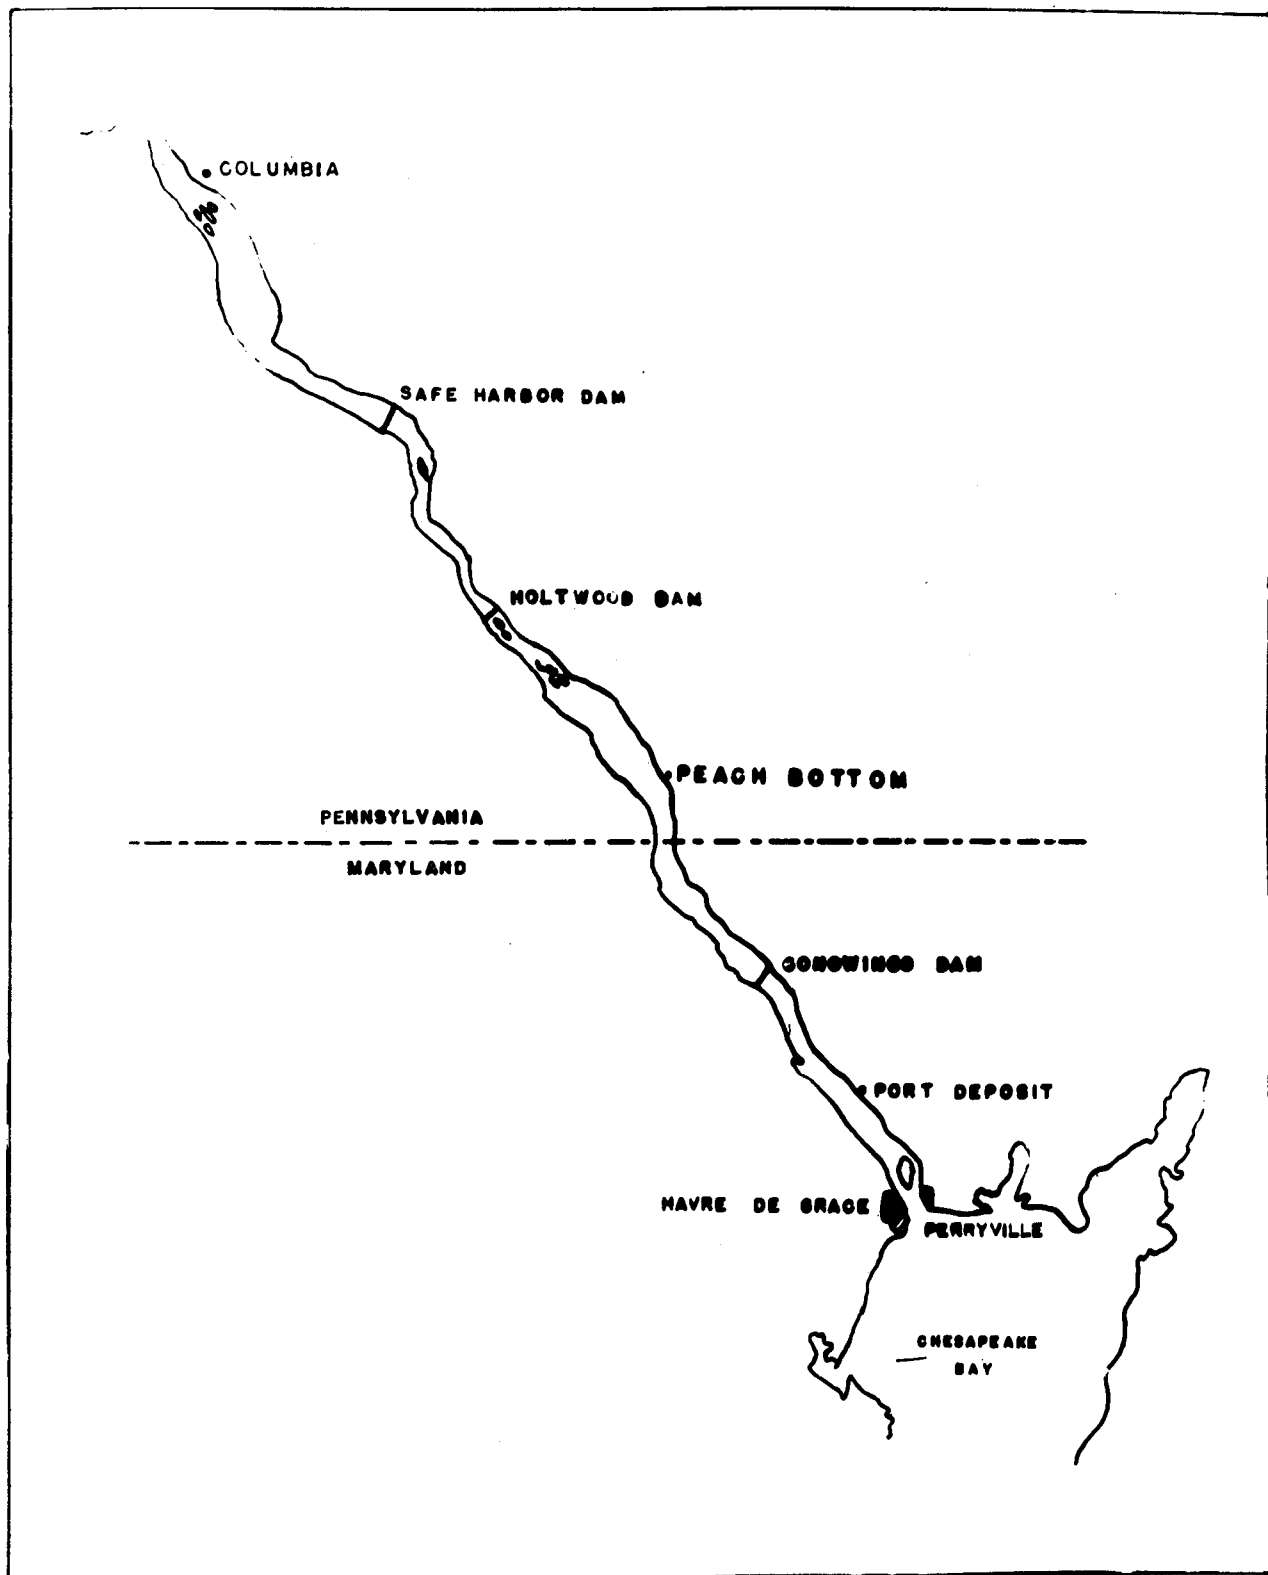 COLUMBIA
SAFE HARBOR DAM
HOLTWOOD DAM
PEACH BOTTOM
PENNSYLVANIA
MARYLAND
CONOWINGO DAM
PORT DEPOSIT
HAVRE DE GRACE
PERRYVILLE
CHESAPEAKE
BAY